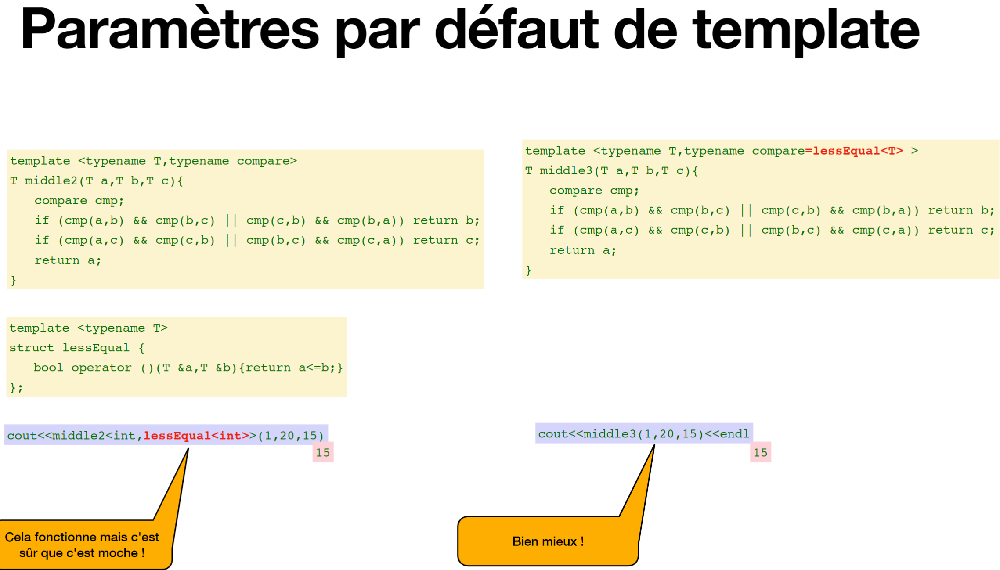 Paramètres par défaut de template
template <typename T,typename compare>
T middle2(T a,T b,T c){
compare cmp;
if (cmp(a,b) && cmp(b,c) || cmp(c,b) && cmp(b,a)) return b;
if (cmp(a,c) && cmp(c,b) || cmp(b,c) && cmp(c,a)) return c;
return a;
}
template <typename T>
struct lessEqual {
bool operator ()(T &a,T &b){return a<=b;}
};
cout<<middle2<int,lessEqual<int>>(1,20,15)
15
Cela fonctionne mais c'est
sûr que c'est moche !
template <typename T,typename compare=lessEqual<T> >
T middle3(T a,T b,T c){
compare cmp;
if (cmp(a,b) && cmp(b,c) || cmp(c,b) && cmp(b,a)) return b;
if (cmp(a,c) && cmp(c,b) || cmp(b,c) && cmp(c,a)) return c;
return a;
}
cout<<middle3(1,20,15)<<endl
15
Bien mieux !